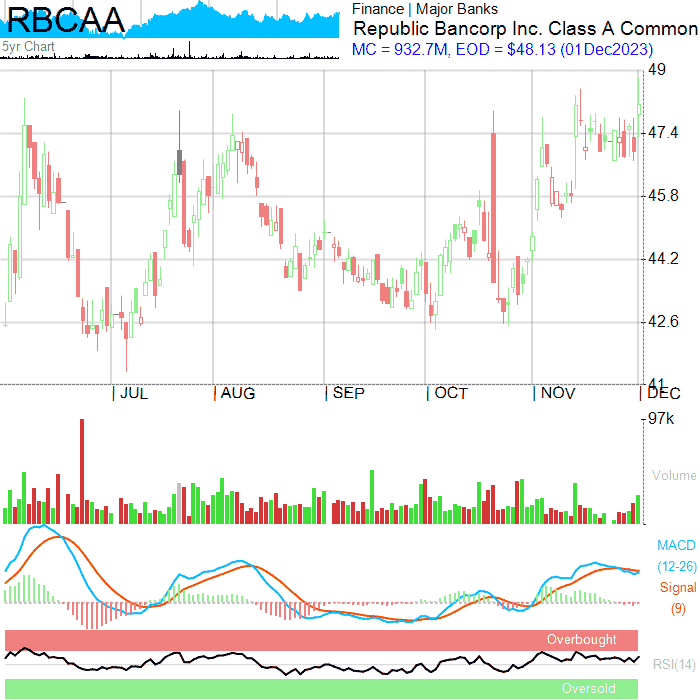 RBCAA
5yr Chart
Finance | Major Banks
Republic Bancorp Inc. Class A Common
MC = 932.7M, EOD = $48.13 (01Dec2023)
49
47.4
45.8
44.2
42.6
41
| JUL | AUG | SEP | OCT | NOV | DEC
97k
Volume
MACD
(12-26)
Signal
(9)
Overbought
RSI(14)
Oversold